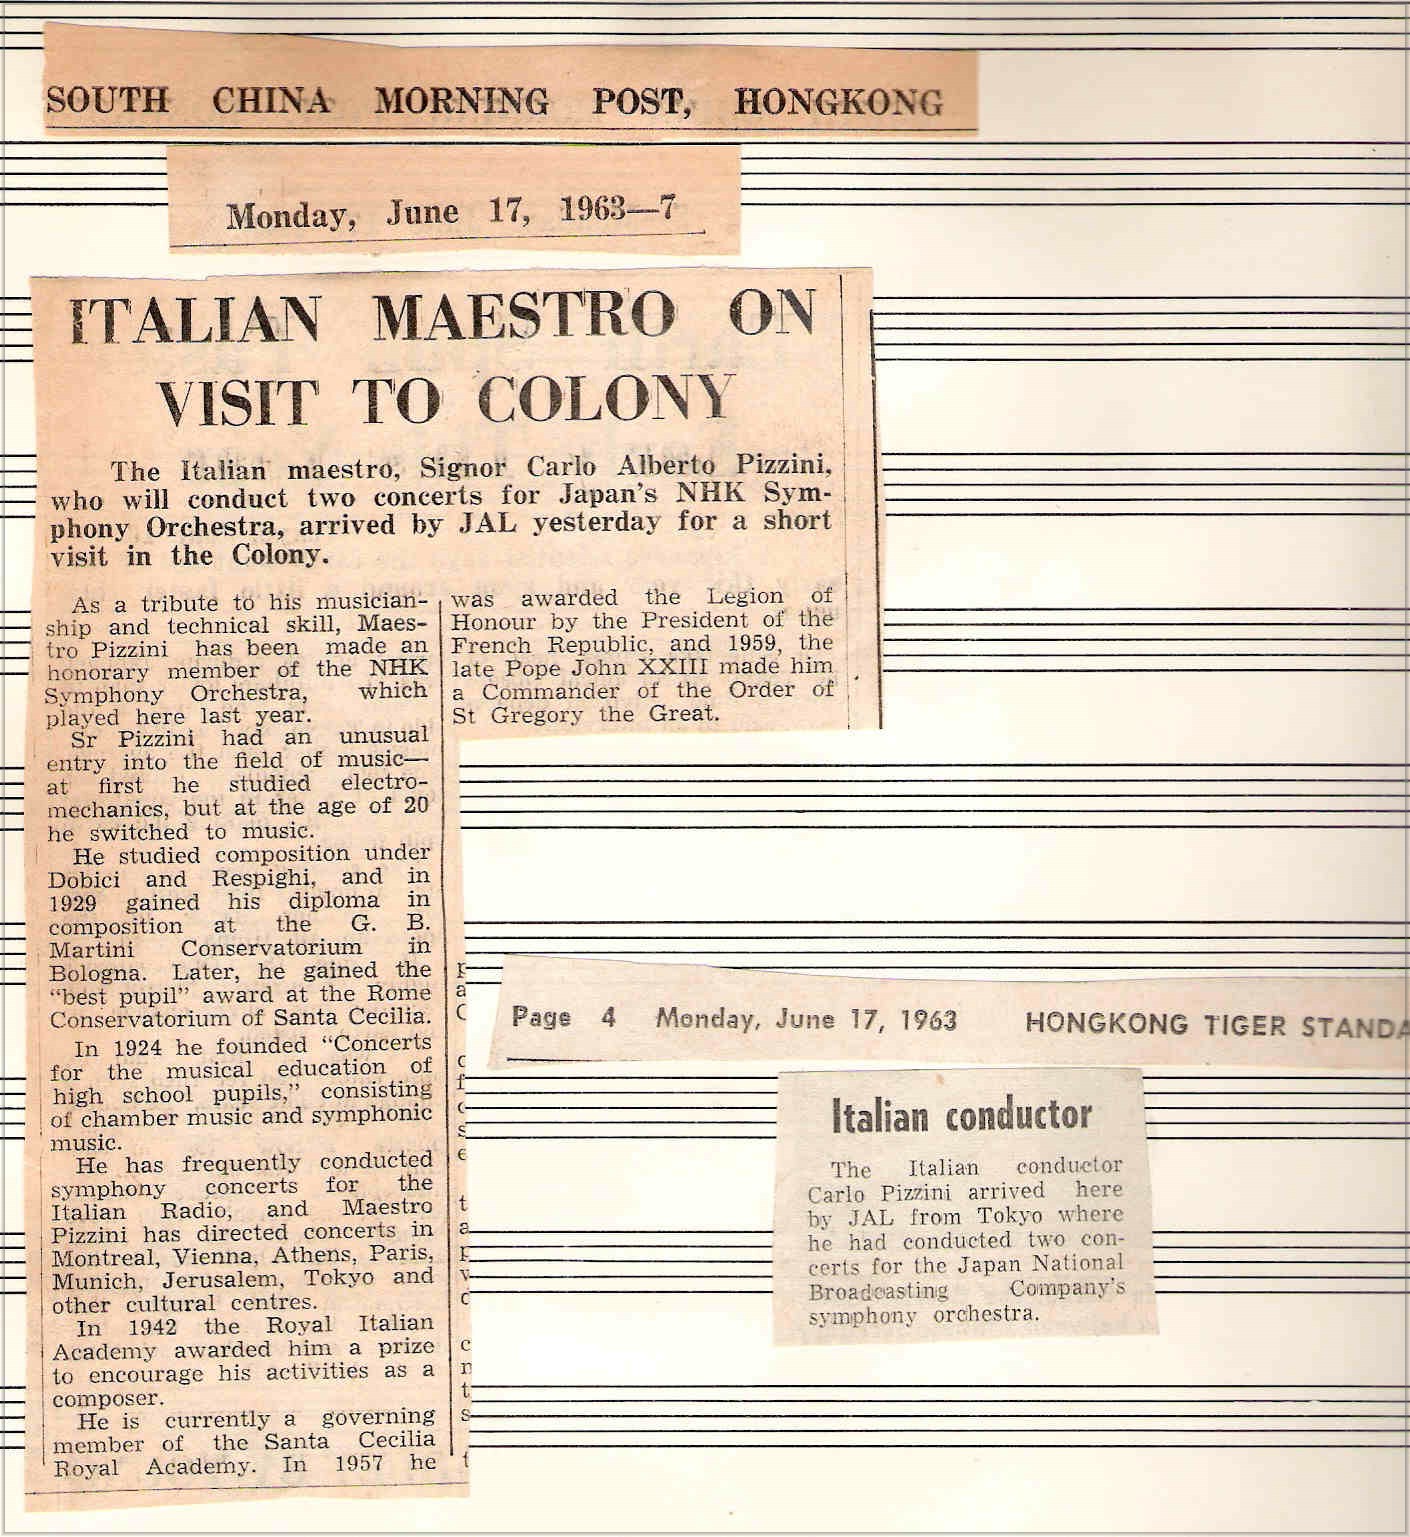 SOUTH CHINA MORNING POST, HONGKONG
Monday, June 17, 1963—7
ITALIAN MAESTRO ON
VISIT TO COLONY
The Italian maestro, Signor Carlo Alberto Pizzini,
who will conduct two concerts for Japan's NHK Sym-
phony Orchestra, arrived by JAL yesterday for a short
visit in the Colony.
As a tribute to his musician-
ship and technical skill, Maes-
tro Pizzini has been made an
honorary member of the NHK
Symphony Orchestra, which
played here last year.
Sr Pizzini had an unusual
entry into the field of music—
at first he studied electro-
mechanics, but at the age of 20
he switched to music.
He studied composition under
Dobici and Respighi, and in
1929 gained his diploma in
composition at the G. B.
Martini Conservatorium in
Bologna. Later, he gained the
"best pupil" award at the Rome
Conservatorium of Santa Cecilia.
In 1924 he founded "Concerts
for the musical education of
high school pupils," consisting
of chamber music and symphonic
music.
He has frequently conducted
symphony concerts for the
Italian Radio, and Maestro
Pizzini has directed concerts in
Montreal, Vienna, Athens, Paris,
Munich, Jerusalem, Tokyo and
other cultural centres.
In 1942 the Royal Italian
Academy awarded him a prize
to encourage his activities as a
composer.
He is currently a governing
member of the Santa Cecilia
Royal Academy. In 1957 he
was awarded the Legion of
Honour by the President of the
French Republic, and 1959, the
late Pope John XXIII made him
a Commander of the Order of
St Gregory the Great.
Page 4 Monday, June 17, 1963 HONGKONG TIGER STANDA
Italian conductor
The Italian conductor
Carlo Pizzini arrived here
by JAL from Tokyo where
he had conducted two con-
certs for the Japan National
Broadcasting Company's
symphony orchestra.